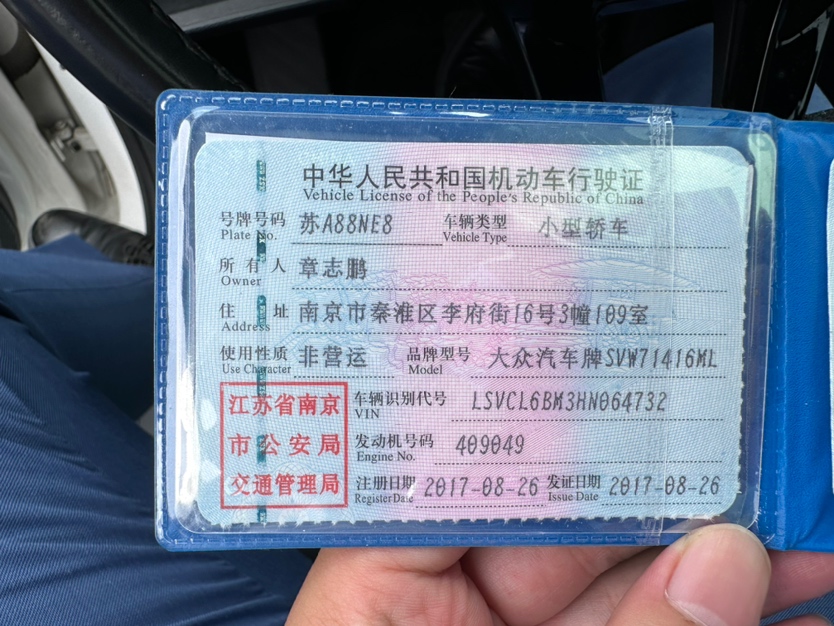 中华人民共和国机动车行驶证
Vehicle License of the People's Republic of China
号牌号码 苏A88NE8 车辆类型 小型轿车
Plate No. Vehicle Type
所有人 章志鹏
Owner
住址 南京市秦淮区李府街16号3幢109室
Address
使用性质 非营运 品牌型号 大众汽车牌SVW71416ML
Use Character Model
江苏省南京
市公安局
交通管理局
车辆识别代号 LSVCL6BM3HN064732
VIN
发动机号码 409049
Engine No.
注册日期 2017-08-26 发证日期 2017-08-26
Register Date Issue Date